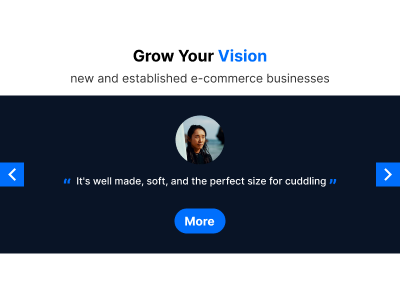 Grow Your Vision
new and established e-commerce businesses
“ It's well made, soft, and the perfect size for cuddling ”
More